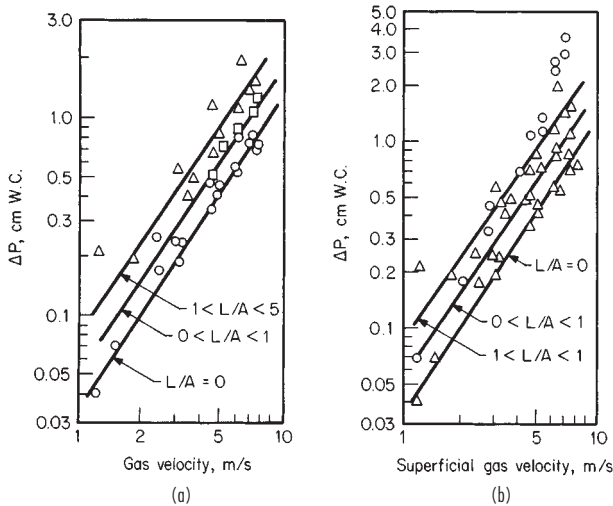 3.0
1.0
0.5
0.3
0.1
0.05
0.03
ΔP, cm W.C.
1 < L/A < 5
0 < L/A < 1
L/A = 0
1
2
5
10
Gas velocity, m/s
(a)
5.0
4.0
3.0
2.0
1.0
0.5
0.3
0.2
0.1
0.05
0.04
0.03
ΔP, cm W.C.
L/A = 0
0 < L/A < 1
1 < L/A < 1
1
2
5
10
Superficial gas velocity, m/s
(b)